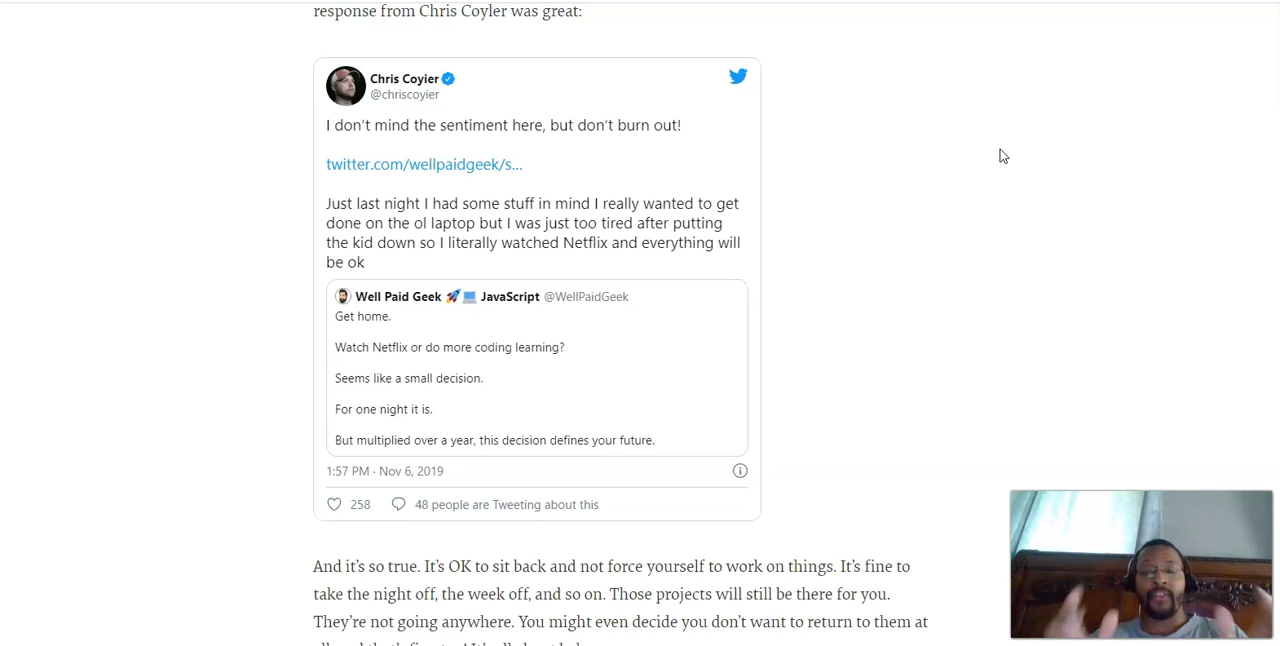 response from Chris Coyler was great:
Chris Coyier
@chriscoyier
I don't mind the sentiment here, but don't burn out!
twitter.com/wellpaidgeek/s...
Just last night I had some stuff in mind I really wanted to get
done on the ol laptop but I was just too tired after putting
the kid down so I literally watched Netflix and everything will
be ok
Well Paid Geek 🚀💻 JavaScript @WellPaidGeek
Get home.
Watch Netflix or do more coding learning?
Seems like a small decision.
For one night it is.
But multiplied over a year, this decision defines your future.
1:57 PM · Nov 6, 2019
258 48 people are Tweeting about this
And it's so true. It's OK to sit back and not force yourself to work on things. It's fine to
take the night off, the week off, and so on. Those projects will still be there for you.
They're not going anywhere. You might even decide you don't want to return to them at